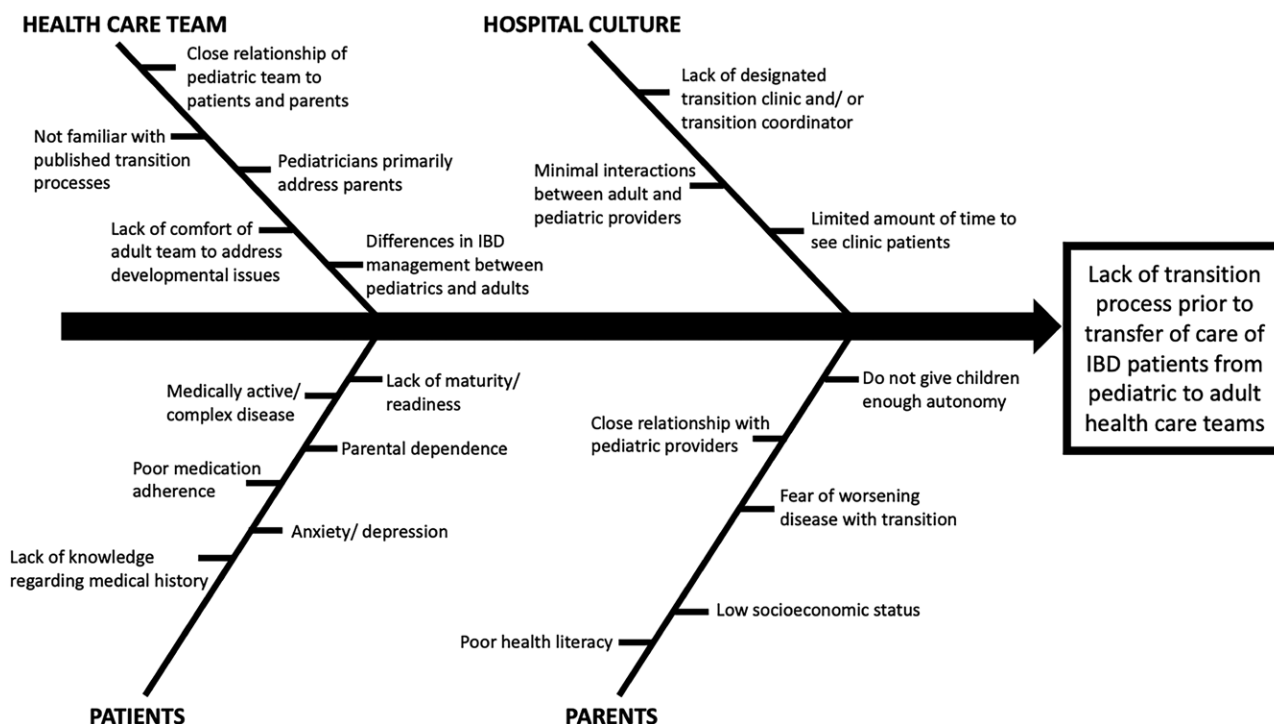 HEALTH CARE TEAM
Close relationship of
pediatric team to
patients and parents
Not familiar with
published transition
processes
Pediatricians primarily
address parents
Lack of comfort of
adult team to address
developmental issues
Differences in IBD
management between
pediatrics and adults
HOSPITAL CULTURE
Lack of designated
transition clinic and/ or
transition coordinator
Minimal interactions
between adult and
pediatric providers
Limited amount of time to
see clinic patients
Lack of transition
process prior to
transfer of care of
IBD patients from
pediatric to adult
health care teams
Medically active/
complex disease
Lack of maturity/
readiness
Parental dependence
Poor medication
adherence
Anxiety/ depression
Lack of knowledge
regarding medical history
PATIENTS
Do not give children
enough autonomy
Close relationship with
pediatric providers
Fear of worsening
disease with transition
Low socioeconomic status
Poor health literacy
PARENTS